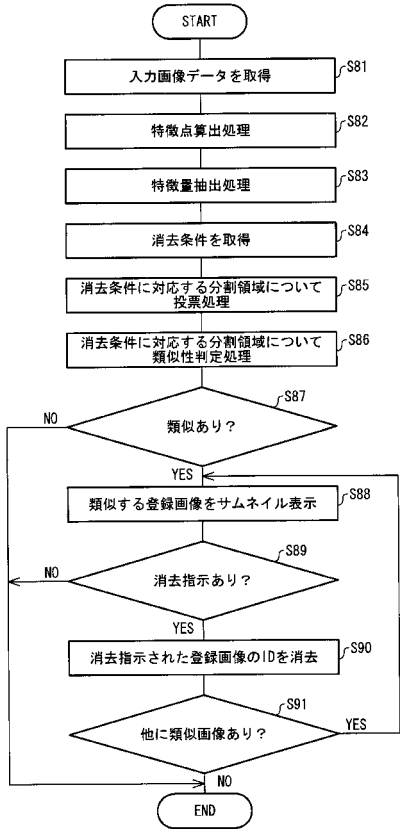 START
入力画像データを取得
S81
特徴点算出処理
S82
特徴量抽出処理
S83
消去条件を取得
S84
消去条件に対応する分割領域について
投票処理
S85
消去条件に対応する分割領域について
類似性判定処理
S86
類似あり？
S87
NO
YES
類似する登録画像をサムネイル表示
S88
消去指示あり？
S89
NO
YES
消去指示された登録画像のIDを消去
S90
他に類似画像あり？
S91
YES
NO
END